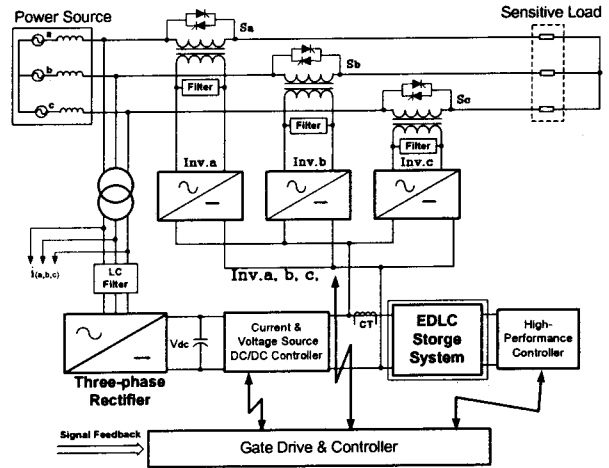 Power Source
Sensitive Load
a
Sa
b
Sb
c
Sc
Filter
Filter
Filter
Inv.a
Inv.b
Inv.c
i(a,b,c)
LC
Filter
Inv.a, b, c,
Vdc
Current &
Voltage Source
DC/DC Controller
CT
EDLC
Storge
System
High-
Performance
Controller
Three-phase
Rectifier
Signal Feedback
Gate Drive & Controller